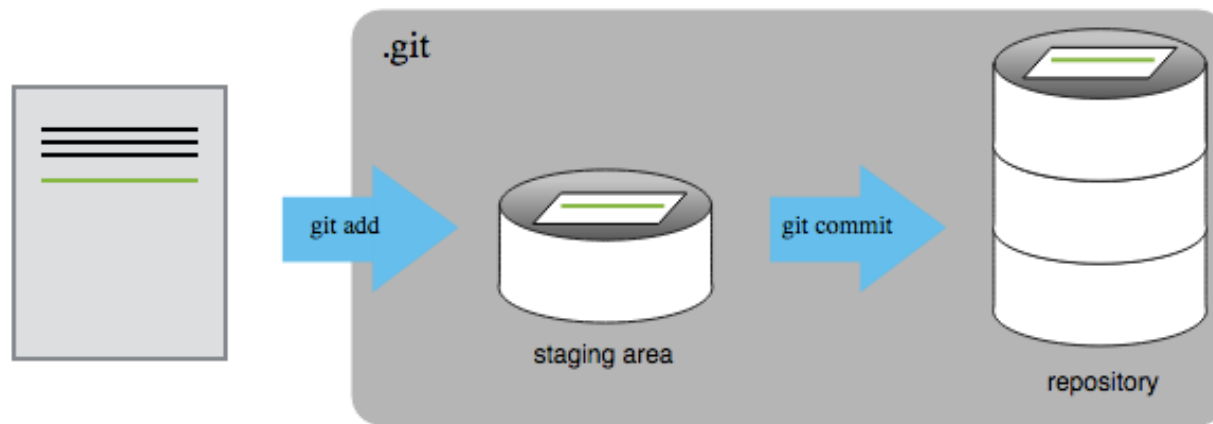 .git
git add
git commit
staging area
repository